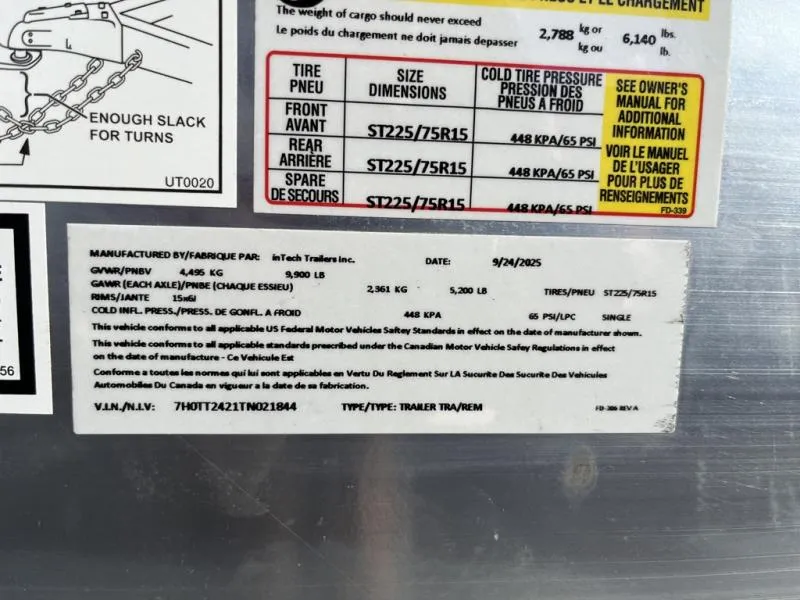 ET LE CHARGEMENT
The weight of cargo should never exceed
Le poids du chargement ne doit jamais depasser
2,788 kg or kg ou 6,140 lbs. lb.
TIRE PNEU
SIZE DIMENSIONS
COLD TIRE PRESSURE PRESSION DES PNEUS A FROID
SEE OWNER'S MANUAL FOR ADDITIONAL INFORMATION
VOIR LE MANUEL DE L'USAGER POUR PLUS DE RENSEIGNEMENTS
FRONT AVANT ST225/75R15 448 KPA/65 PSI
REAR ARRIÈRE ST225/75R15 448 KPA/65 PSI
SPARE DE SECOURS ST225/75R15 448 KPA/65 PSI
FD-339
ENOUGH SLACK
FOR TURNS
UT0020
56
MANUFACTURED BY/FABRIQUE PAR: inTech Trailers Inc. DATE: 9/24/2025
GVWR/PNBV 4,495 KG 9,900 LB
GAWR (EACH AXLE)/PNBE (CHAQUE ESSIEU) 2,361 KG 5,200 LB TIRES/PNEU ST225/75R15
RIMS/JANTE 15x6J
COLD INFL. PRESS./PRESS. DE GONFL. A FROID 448 KPA 65 PSI/LPC SINGLE
This vehicle conforms to all applicable US Federal Motor Vehicles Saftey Standards in effect on the date of manufacturer shown.
This vehicle conforms to all applicable standards prescribed under the Canadian Motor Vehicle Safey Regulations in effect
on the date of manufacture - Ce Vehicule Est
Conforme a toutes les normes qui lui sont applicables en Vertu Du Reglement Sur LA Sucurite Des Sucurite Des Vehicules
Automobiles Du Canada en vigueur a la date de sa fabrication.
V.I.N./N.I.V: 7H0TT2421TN021844 TYPE/TYPE: TRAILER TRA/REM FD-306 REV A